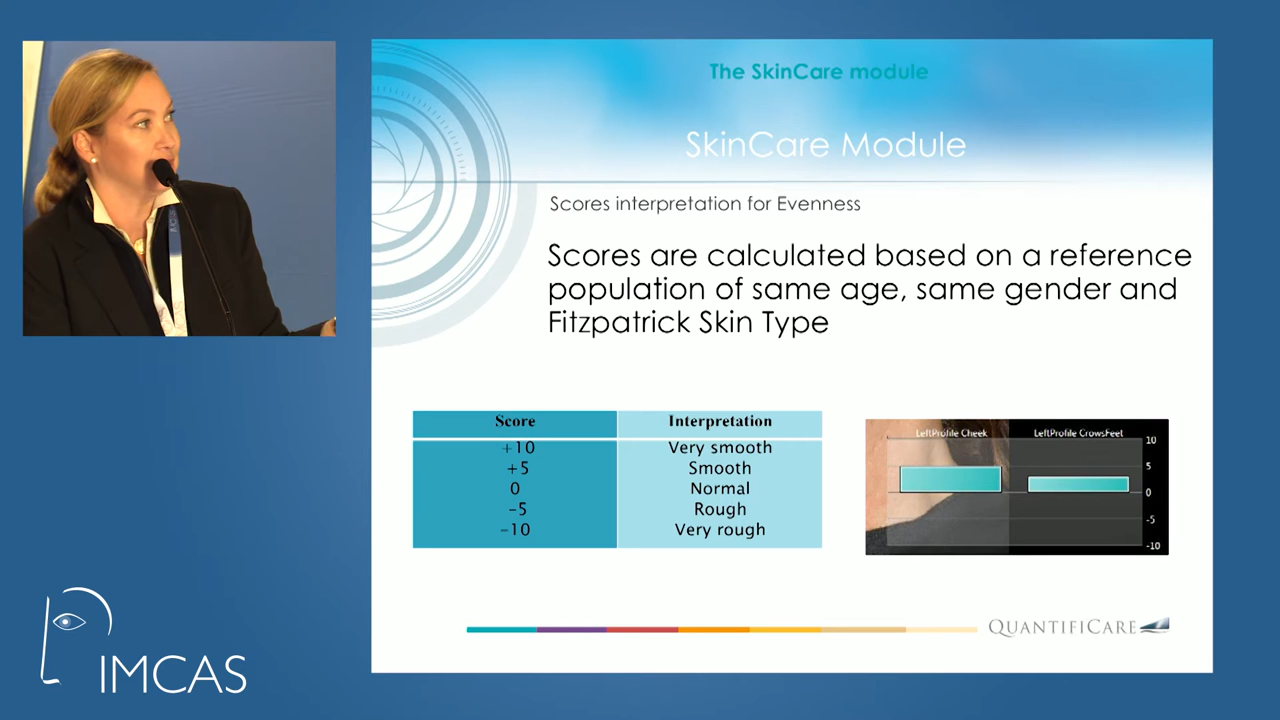 The SkinCare module
SkinCare Module
Scores interpretation for Evenness
Scores are calculated based on a reference
population of same age, same gender and
Fitzpatrick Skin Type
Score Interpretation
+10 Very smooth
+5 Smooth
0 Normal
-5 Rough
-10 Very rough
LeftProfile Cheek LeftProfile CrowsFeet
10
5
0
-5
-10
QUANTIFICARE
IMCAS